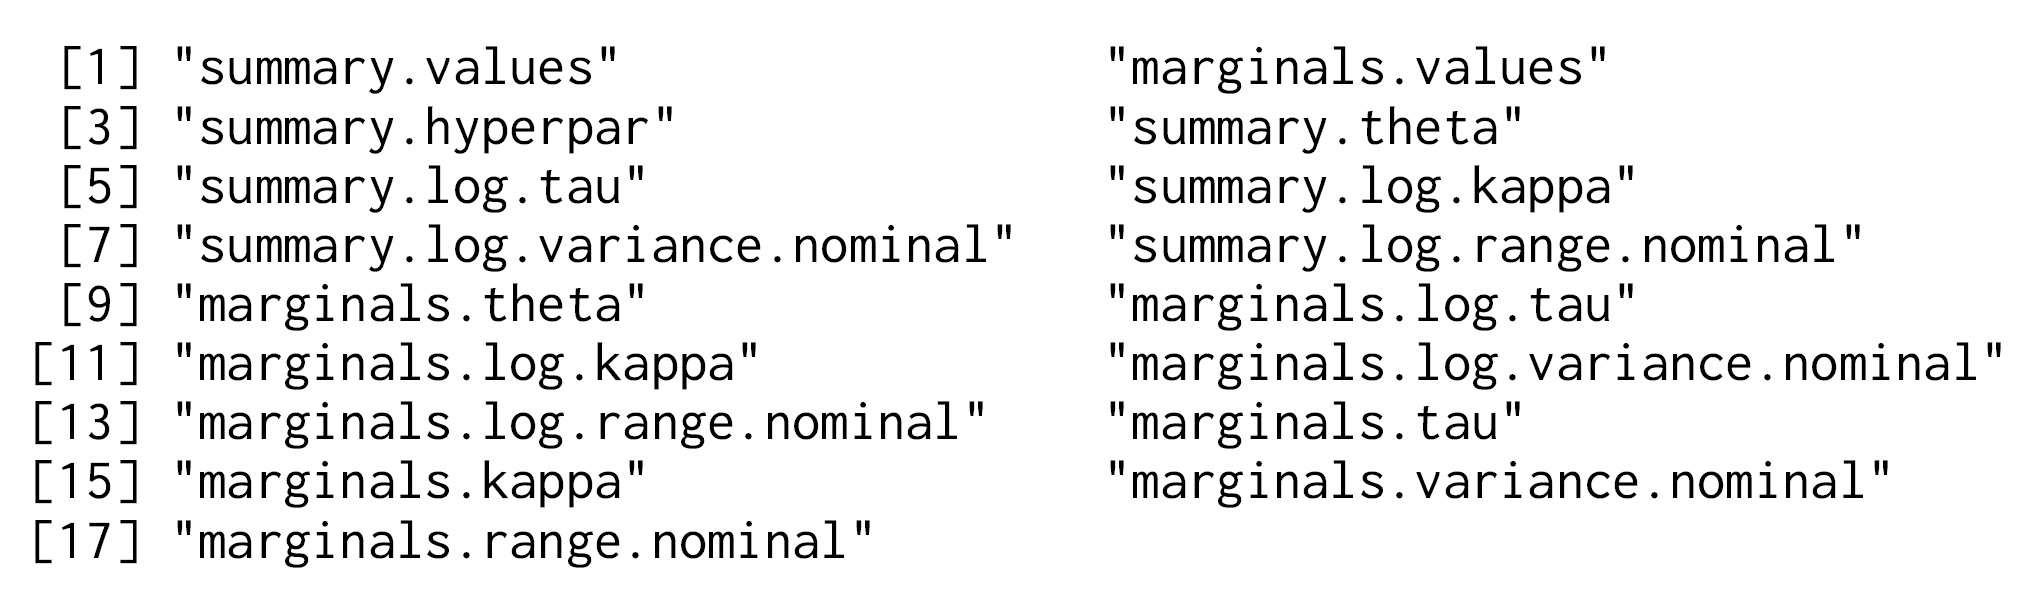 [1] "summary.values" "marginals.values"
[3] "summary.hyperpar" "summary.theta"
[5] "summary.log.tau" "summary.log.kappa"
[7] "summary.log.variance.nominal" "summary.log.range.nominal"
[9] "marginals.theta" "marginals.log.tau"
[11] "marginals.log.kappa" "marginals.log.variance.nominal"
[13] "marginals.log.range.nominal" "marginals.tau"
[15] "marginals.kappa" "marginals.variance.nominal"
[17] "marginals.range.nominal"